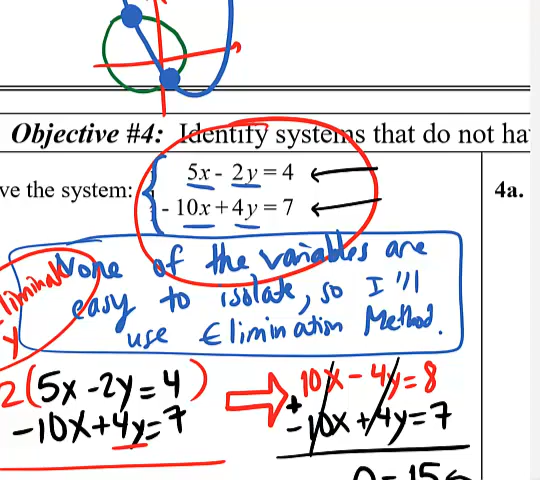 Objective #4: Identify systems that do not ha
ve the system:
5x - 2y = 4
- 10x + 4y = 7
4a.
None of the variables are
easy to isolate, so I'll
use Elimination Method.
liminat
y
2(5x -2y = 4)
-10x+4y=7
10x - 4y = 8
+
-10x + 4y = 7
0 = 15